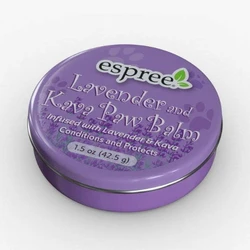 espree
Lavender and
Kava Paw Balm
Infused with Lavender & Kava
Conditions and Protects
1.5 oz (42.5 g)